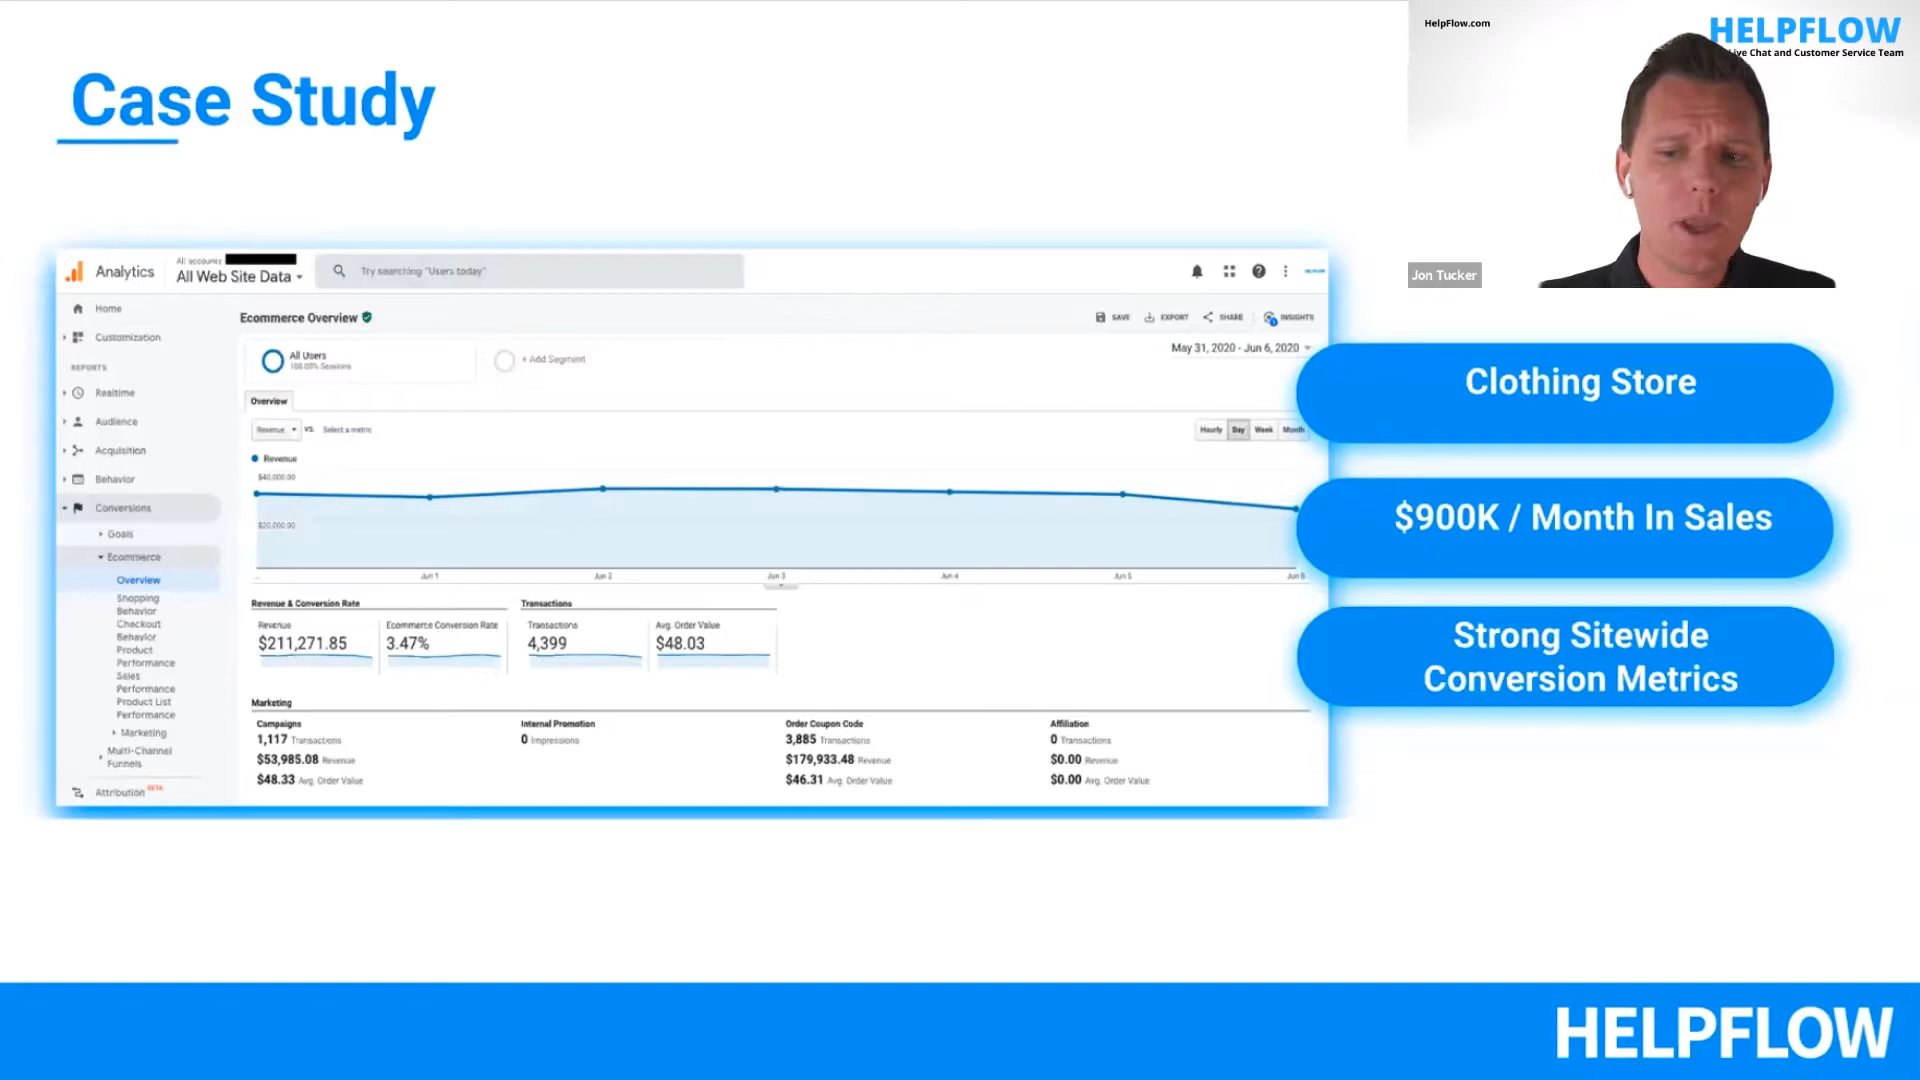 Case Study
HelpFlow.com
HELPFLOW
Live Chat and Customer Service Team
Jon Tucker
Analytics
All accounts
All Web Site Data
Try searching "Users today"
Home
Customization
REPORTS
Realtime
Audience
Acquisition
Behavior
Conversions
Goals
Ecommerce
Overview
Shopping
Behavior
Checkout
Behavior
Product
Performance
Sales
Performance
Product List
Performance
Marketing
Multi-Channel
Funnels
Attribution BETA
Ecommerce Overview
SAVE EXPORT SHARE INSIGHTS
All Users
100.00% Sessions
+ Add Segment
May 31, 2020 - Jun 6, 2020
Overview
Revenue VS. Select a metric
Hourly Day Week Month
Revenue
$40,000.00
$20,000.00
... Jun 1 Jun 2 Jun 3 Jun 4 Jun 5 Jun 6
Revenue & Conversion Rate
Revenue
$211,271.85
Ecommerce Conversion Rate
3.47%
Transactions
Transactions
4,399
Avg. Order Value
$48.03
Marketing
Campaigns
1,117 Transactions
$53,985.08 Revenue
$48.33 Avg. Order Value
Internal Promotion
0 Impressions
Order Coupon Code
3,885 Transactions
$179,933.48 Revenue
$46.31 Avg. Order Value
Affiliation
0 Transactions
$0.00 Revenue
$0.00 Avg. Order Value
Clothing Store
$900K / Month In Sales
Strong Sitewide
Conversion Metrics
HELPFLOW